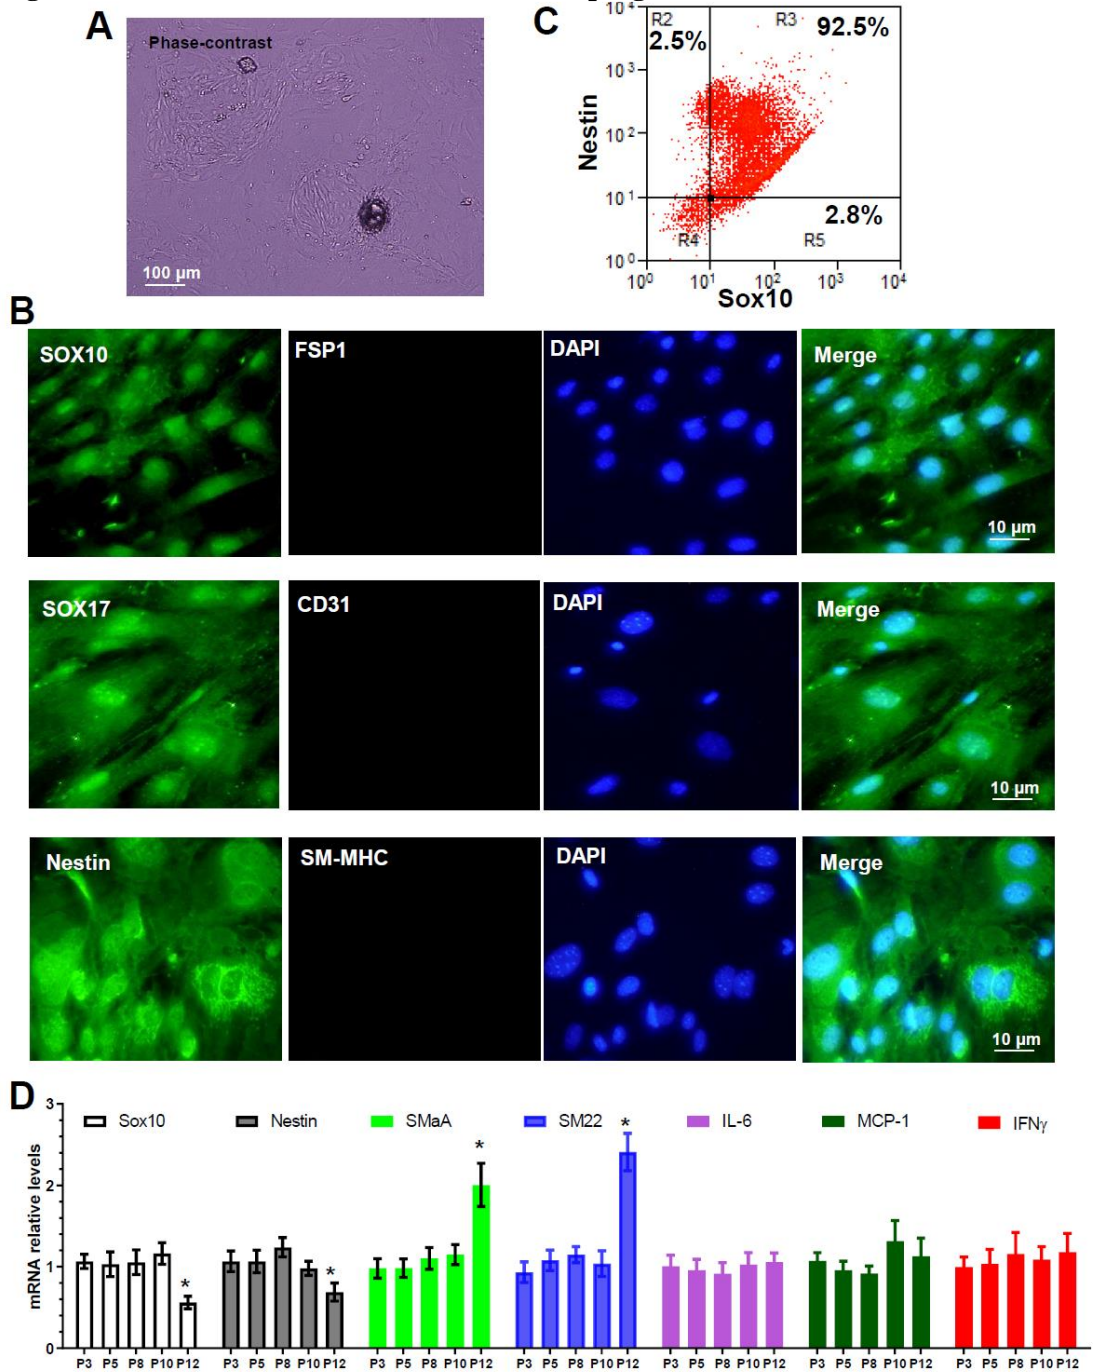 A
Phase-contrast
100 µm
C
Nestin
10⁴
10³
10²
10¹
10⁰
R2
2.5%
R3
92.5%
R4
R5
2.8%
10⁰ 10¹ 10² 10³ 10⁴
Sox10
B
SOX10 FSP1 DAPI Merge
10 µm
SOX17 CD31 DAPI Merge
10 µm
Nestin SM-MHC DAPI Merge
10 µm
D
mRNA relative levels
3
2
1
0
Sox10 Nestin SMaA SM22 IL-6 MCP-1 IFNγ
* * * *
P3 P5 P8 P10 P12 P3 P5 P8 P10 P12 P3 P5 P8 P10 P12 P3 P5 P8 P10 P12 P3 P5 P8 P10 P12 P3 P5 P8 P10 P12 P3 P5 P8 P10 P12